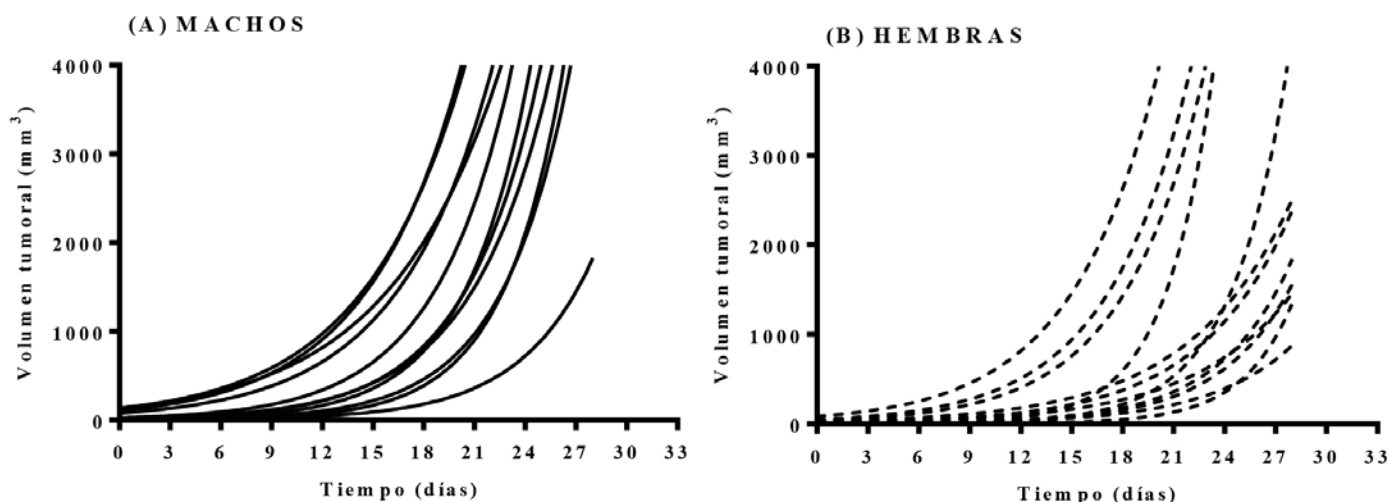 (A) MACHOS
4000
3000
2000
1000
0
Volumen tumoral (mm³)
0 3 6 9 12 15 18 21 24 27 30 33
Tiempo (días)
(B) HEMBRAS
4000
3000
2000
1000
0
Volumen tumoral (mm³)
0 3 6 9 12 15 18 21 24 27 30 33
Tiempo (días)